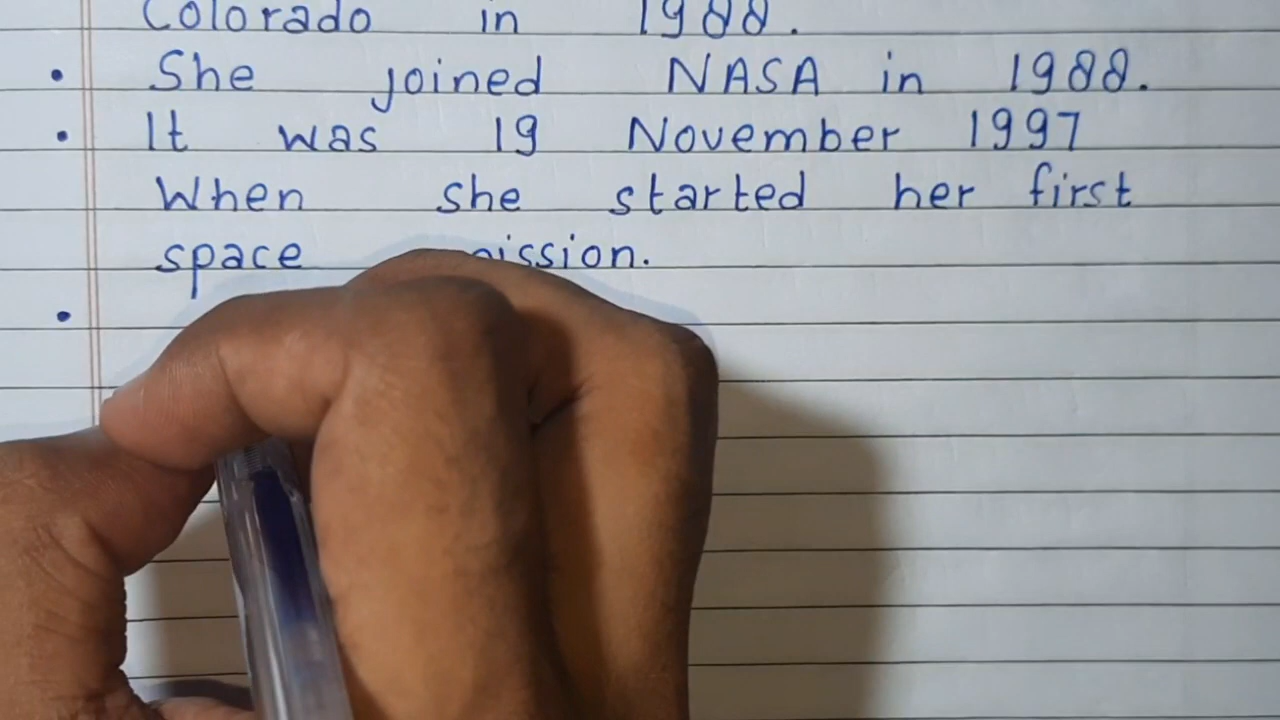 Colorado in 1988.
• She joined NASA in 1988.
• It was 19 November 1997
When she started her first
space mission.
•